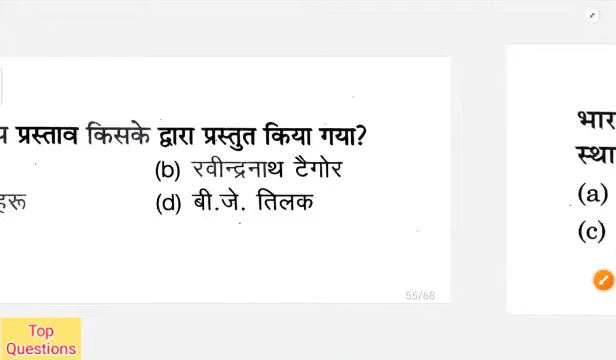 प्रस्ताव किसके द्वारा प्रस्तुत किया गया?
(b) रवीन्द्रनाथ टैगोर
हरू
(d) बी.जे. तिलक
55/68
भार
स्था
(a)
(c)
Top
Questions